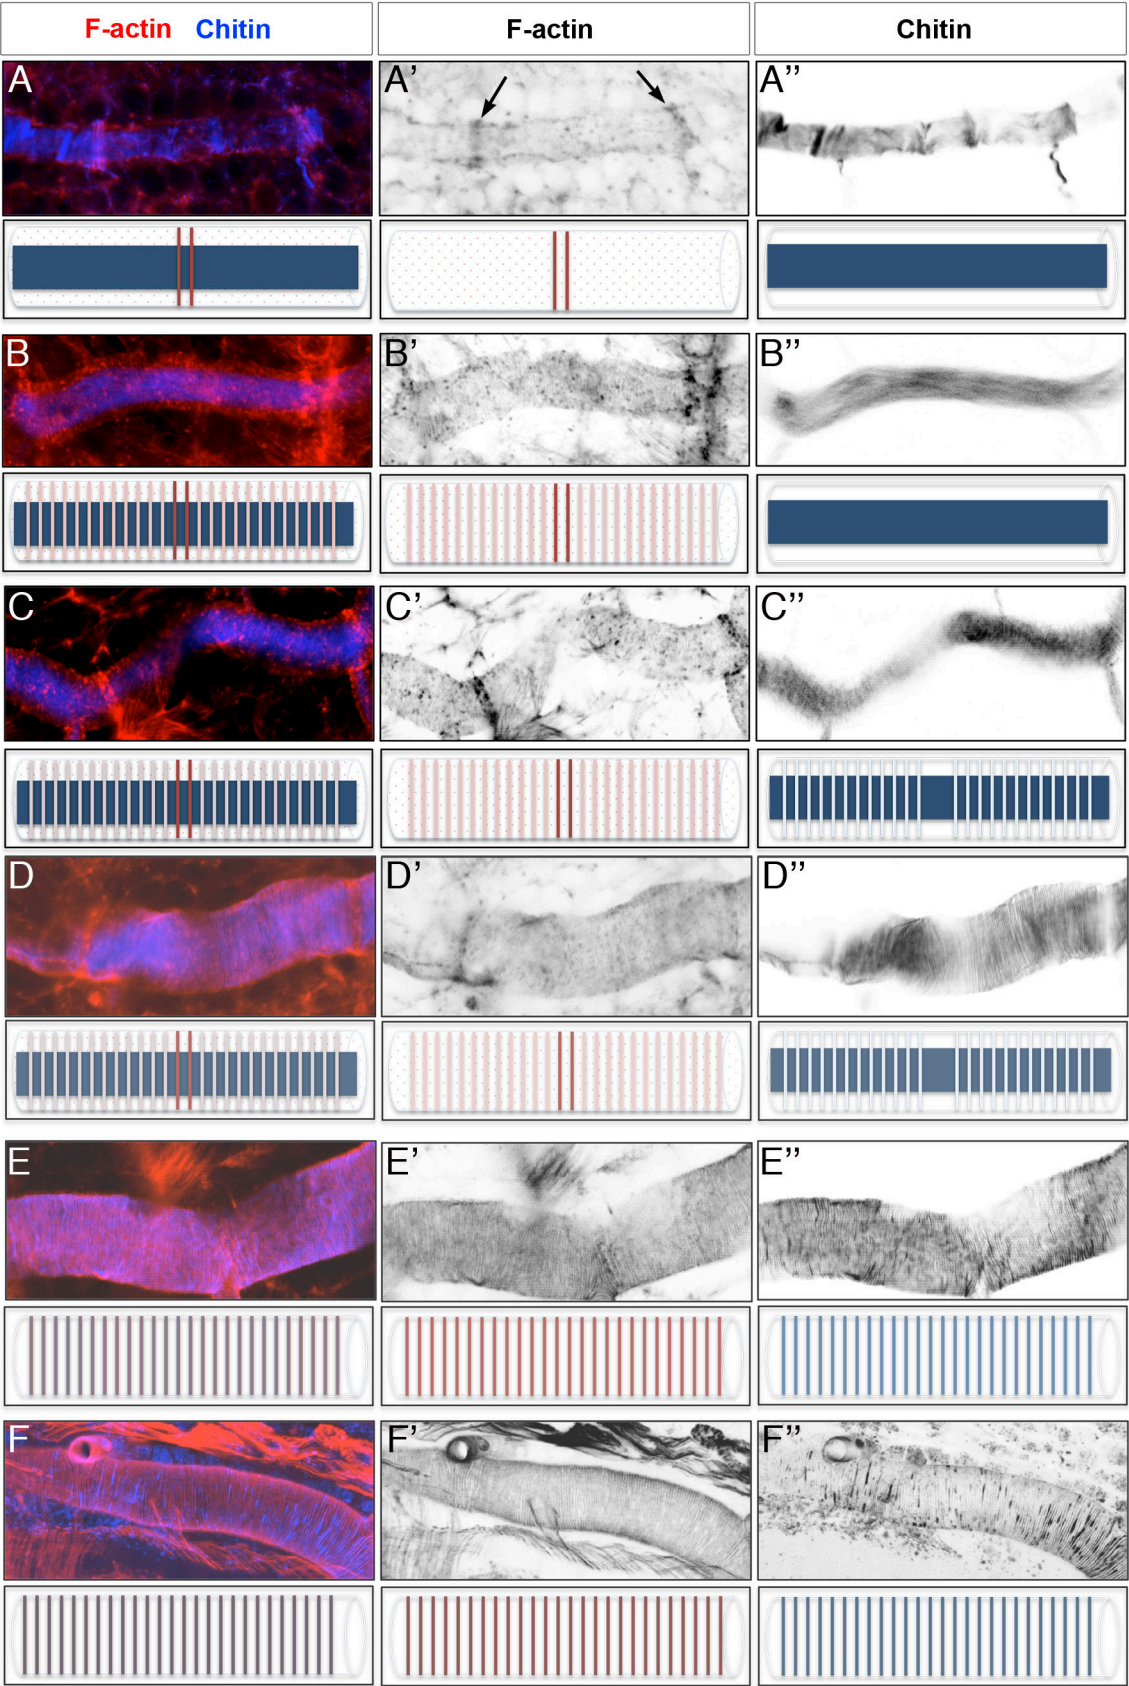 F-actin Chitin F-actin Chitin
A A’ A’’
B B’ B’’
C C’ C’’
D D’ D’’
E E’ E’’
F F’ F’’